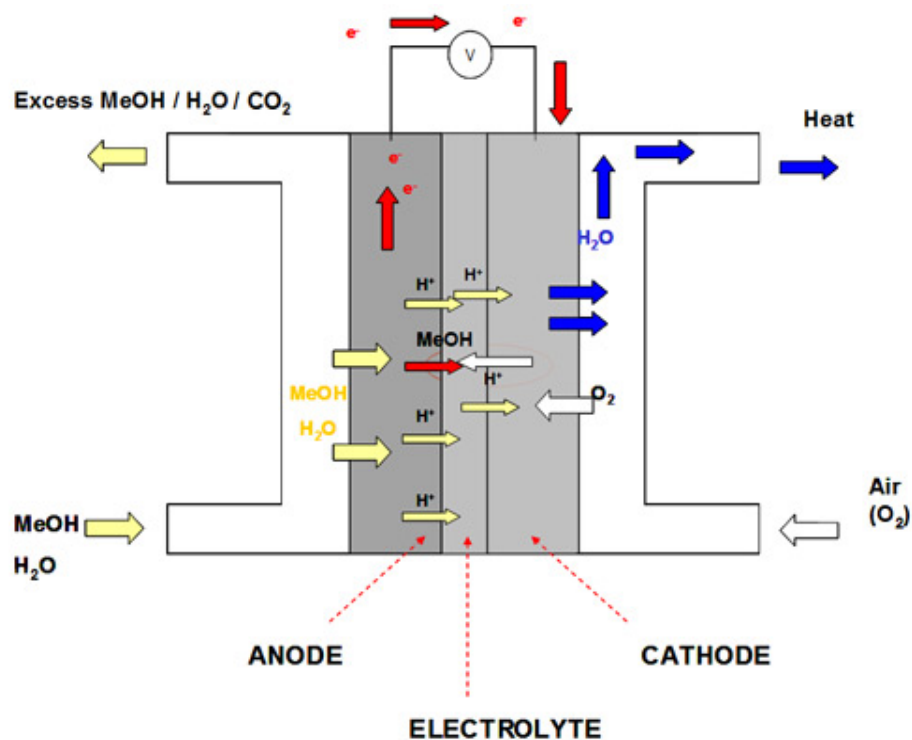 e⁻
e⁻
V
Excess MeOH / H₂O / CO₂
Heat
e⁻
e⁻
H₂O
H⁺
H⁺
MeOH
H⁺
MeOH
O₂
H⁺
H₂O
H⁺
Air
(O₂)
MeOH
H₂O
ANODE
CATHODE
ELECTROLYTE